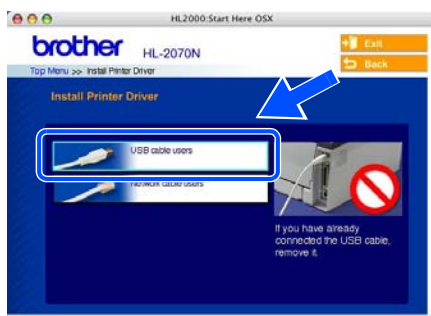 HL2000:Start Here OSX
brother HL-2070N
Exit
Back
Top Menu >> Install Printer Driver
Install Printer Driver
USB cable users
Network cable users
If you have already
connected the USB cable,
remove it.